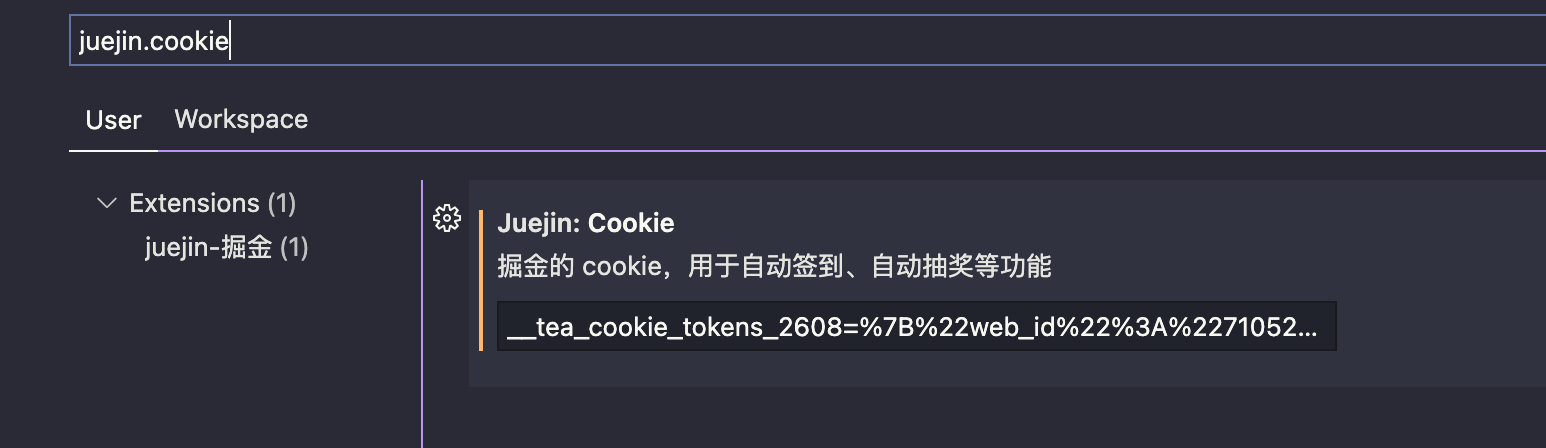 juejin.cookie
User Workspace
Extensions (1)
juejin-掘金 (1)
Juejin: Cookie
掘金的 cookie，用于自动签到、自动抽奖等功能
__tea_cookie_tokens_2608=%7B%22web_id%22%3A%2271052...